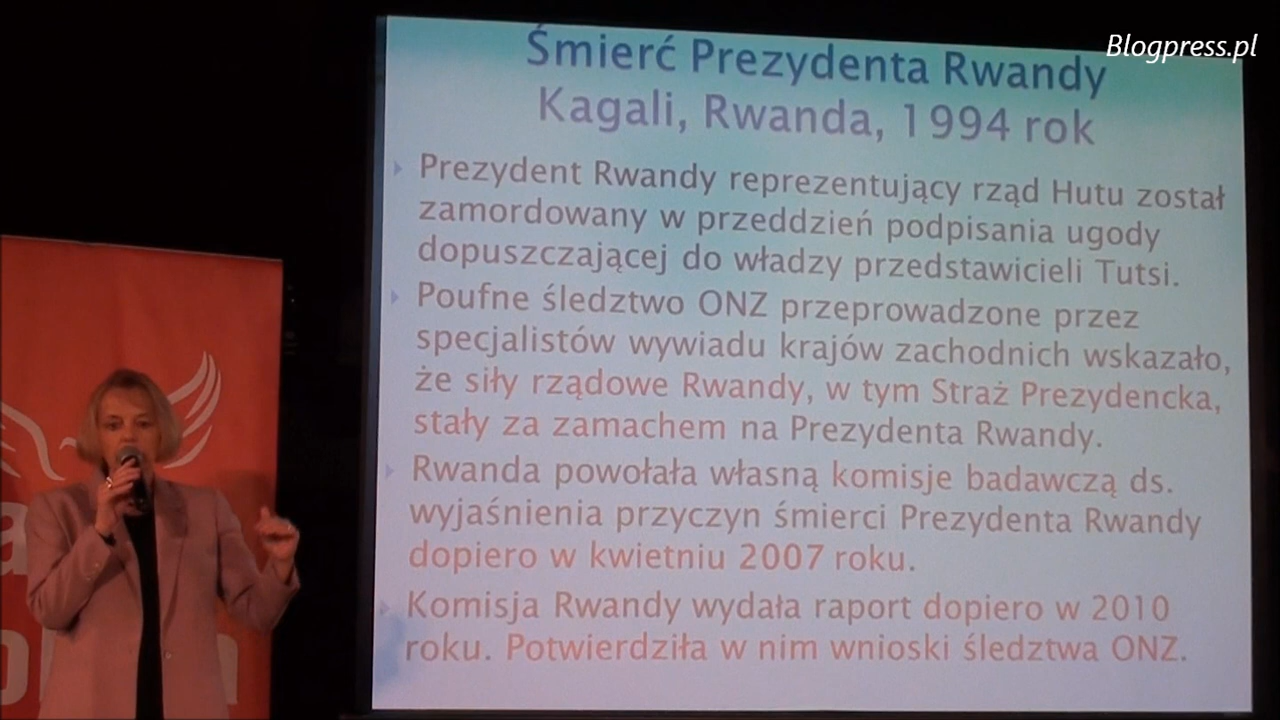 Blogpress.pl
Śmierć Prezydenta Rwandy
Kagali, Rwanda, 1994 rok
Prezydent Rwandy reprezentujący rząd Hutu został
zamordowany w przeddzień podpisania ugody
dopuszczającej do władzy przedstawicieli Tutsi.
Poufne śledztwo ONZ przeprowadzone przez
specjalistów wywiadu krajów zachodnich wskazało,
że siły rządowe Rwandy, w tym Straż Prezydencka,
stały za zamachem na Prezydenta Rwandy.
Rwanda powołała własną komisje badawczą ds.
wyjaśnienia przyczyn śmierci Prezydenta Rwandy
dopiero w kwietniu 2007 roku.
Komisja Rwandy wydała raport dopiero w 2010
roku. Potwierdziła w nim wnioski śledztwa ONZ.